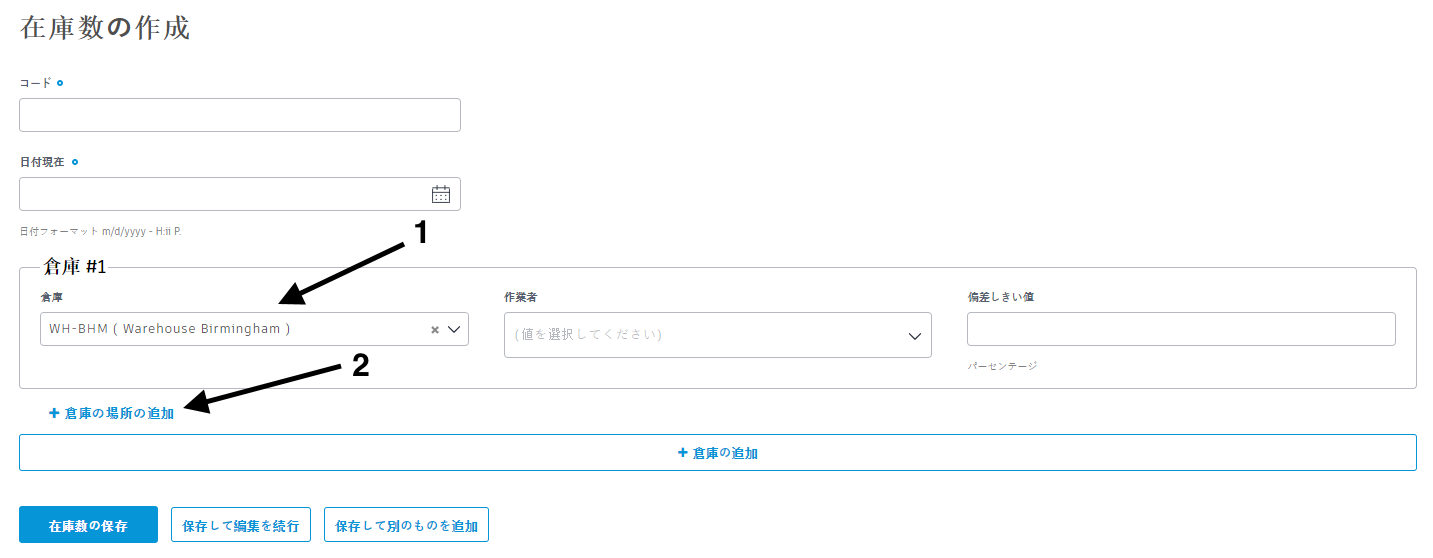 在庫数の作成
コード
日付現在
日付フォーマット m/d/yyyy - H:ii P.
1
倉庫 #1
倉庫 作業者 偏差しきい値
WH-BHM ( Warehouse Birmingham ) (値を選択してください)
パーセンテージ
2
+ 倉庫の場所の追加
+ 倉庫の追加
在庫数の保存 保存して編集を続行 保存して別のものを追加